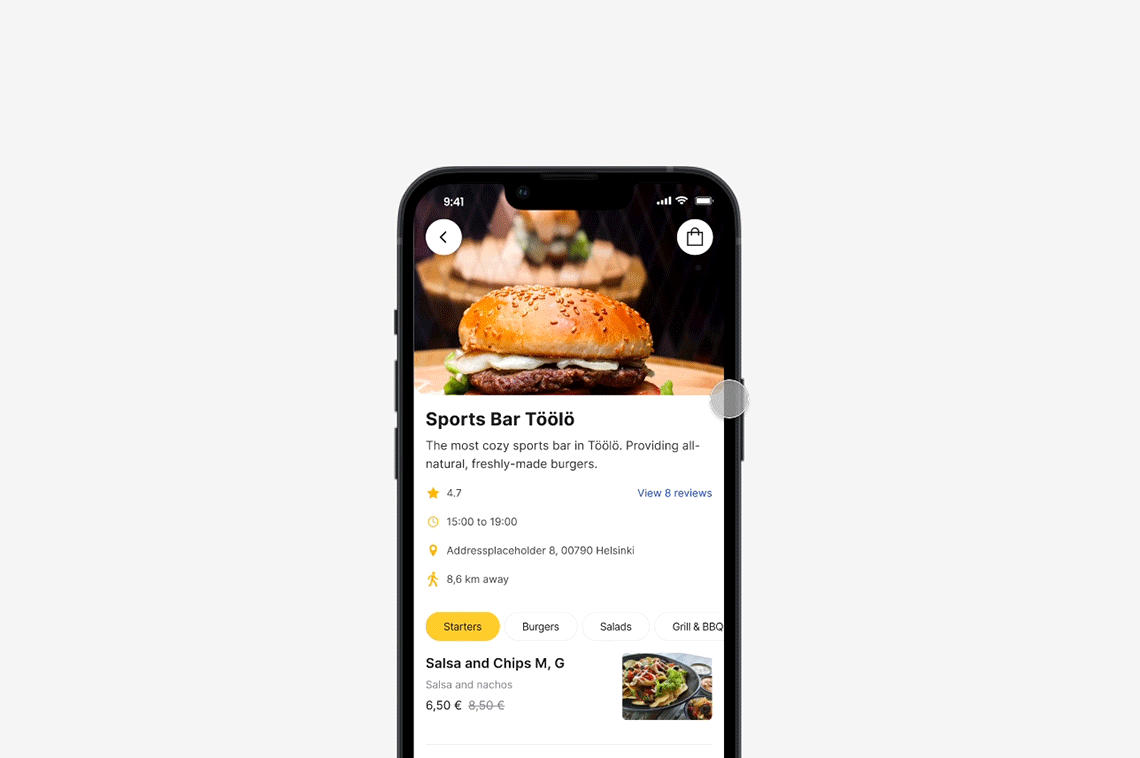 9:41
Sports Bar Töölö
The most cozy sports bar in Töölö. Providing all-
natural, freshly-made burgers.
4.7
View 8 reviews
15:00 to 19:00
Addressplaceholder 8, 00790 Helsinki
8,6 km away
Starters Burgers Salads Grill & BBQ
Salsa and Chips M, G
Salsa and nachos
6,50 € 8,50 €